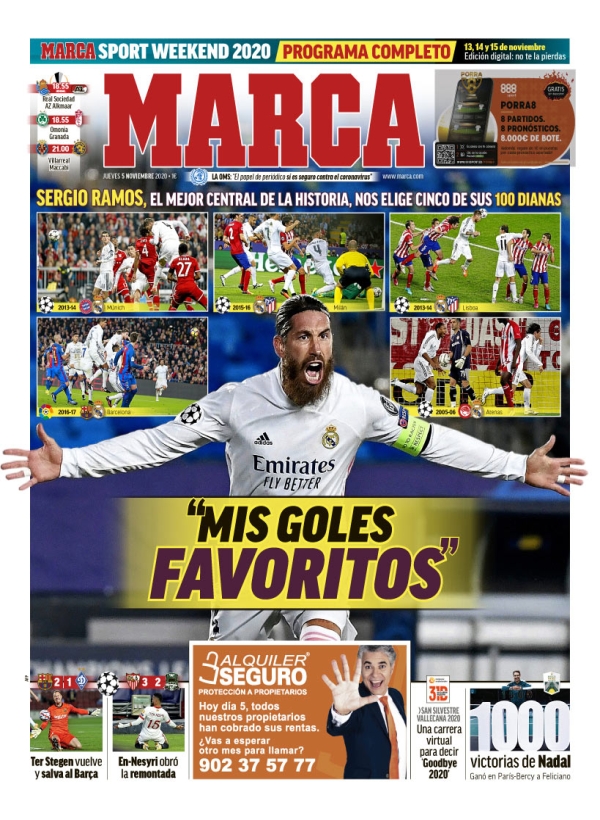 MARCA SPORT WEEKEND 2020
PROGRAMA COMPLETO
13, 14 y 15 de noviembre
Edición digital: no te la pierdas
18.55
Real Sociedad
AZ Alkmaar
18.55
Omonia
Granada
21.00
Villarreal
Maccabi
MARCA
JUEVES 5 NOVIEMBRE 2020 • 1€
LA OMS: "El papel de periódico sí es seguro contra el coronavirus"
www.marca.com
PORRA
888
GRATIS
PORRA8
8 PARTIDOS.
8 PRONÓSTICOS.
8.000€ DE BOTE.
SERGIO RAMOS, EL MEJOR CENTRAL DE LA HISTORIA, NOS ELIGE CINCO DE SUS 100 DIANAS
2013-14 Múnich
2015-16 Milán
2013-14 Lisboa
2016-17 Barcelona
2005-06 Atenas
adidas
Emirates
FLY BETTER
"MIS GOLES
FAVORITOS"
2 1
3 2
Ter Stegen vuelve
y salva al Barça
En-Nesyri obró
la remontada
ALQUILER
SEGURO
PROTECCIÓN A PROPIETARIOS
Hoy día 5, todos
nuestros propietarios
han cobrado sus rentas.
¿Vas a esperar
otro mes para llamar?
902 37 57 77
31D
SAN SILVESTRE
VALLECANA 2020
Una carrera
virtual
para decir
'Goodbye
2020'
1000
victorias de Nadal
Ganó en París-Bercy a Feliciano